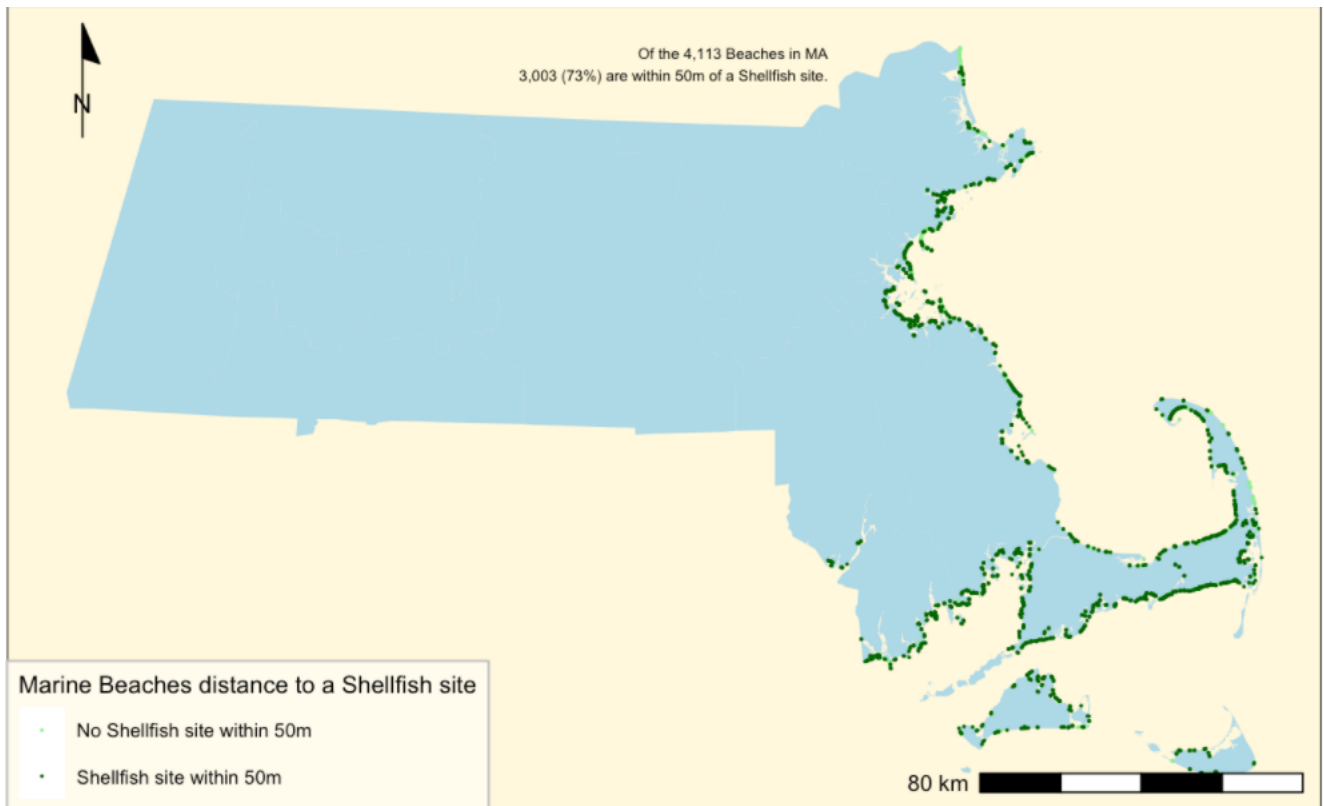 Of the 4,113 Beaches in MA
3,003 (73%) are within 50m of a Shellfish site.
N
Marine Beaches distance to a Shellfish site
No Shellfish site within 50m
Shellfish site within 50m
80 km